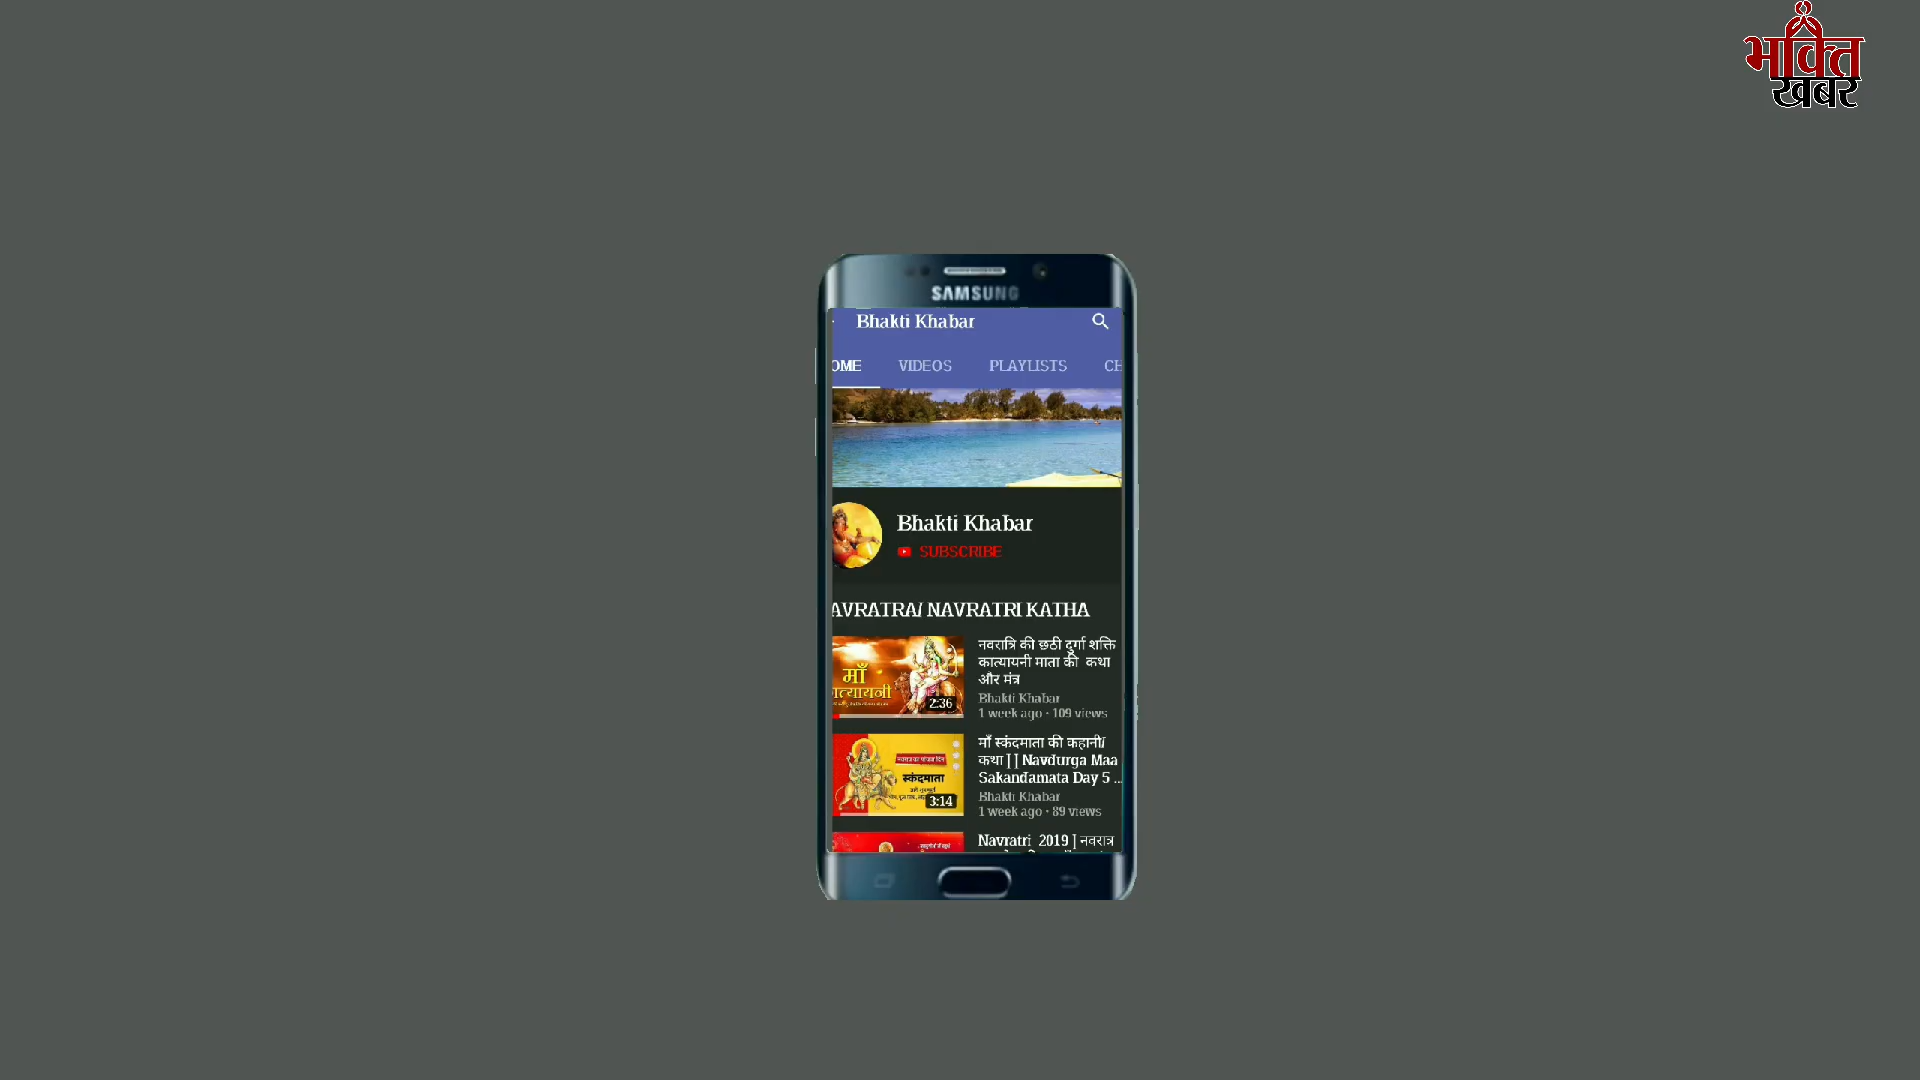 भक्ति
खबर
SAMSUNG
Bhakti Khabar
OME VIDEOS PLAYLISTS CH
Bhakti Khabar
SUBSCRIBE
AVRATRA/ NAVRATRI KATHA
माँ
2:36
नवरात्रि की छठी दुर्गा शक्ति
कात्यायनी माता की कथा
और मंत्र
Bhakti Khabar
1 week ago · 109 views
स्कंदमाता
3:14
माँ स्कंदमाता की कहानी/
कथा | | Navdurga Maa
Sakandamata Day 5 ...
Bhakti Khabar
1 week ago · 89 views
Navratri 2019 | नवरात्र